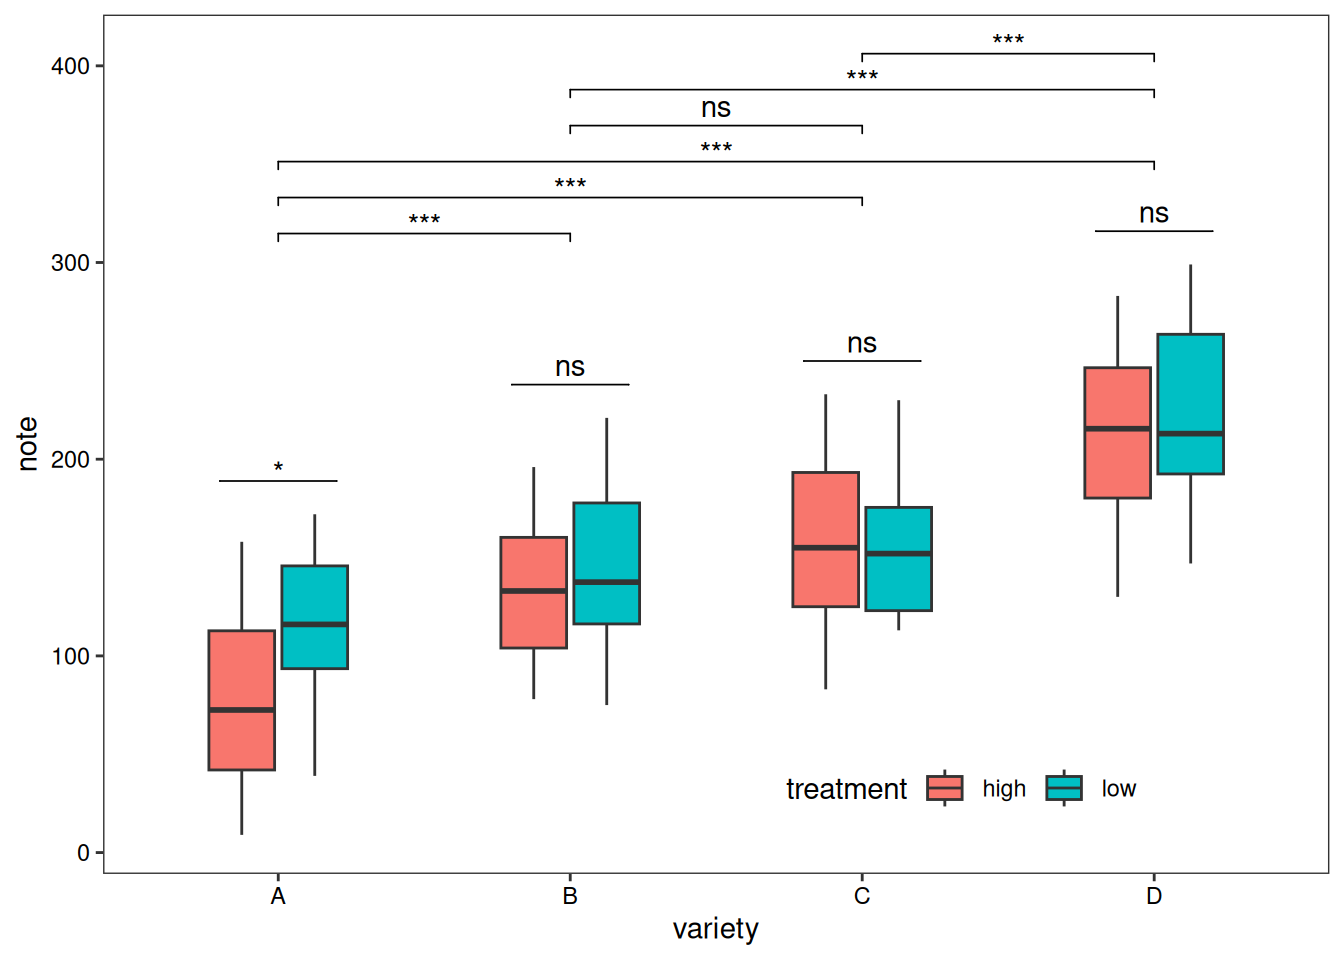 ***
400
***
ns
***
***
***
ns
300
ns
ns
note
200
*
100
treatment high low
0
A B C D
variety